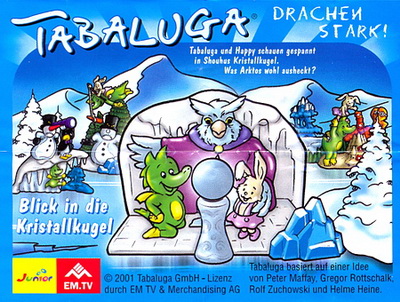 TABALUGA®
DRACHEN
STARK!
Tabaluga und Happy schauen gespannt
in Shouhus Kristallkugel.
Was Arktos wohl ausheckt?
Blick in die
Kristallkugel
Junior
EM.TV
© 2001 Tabaluga GmbH - Lizenz
durch EM TV & Merchandising AG
Tabaluga basiert auf einer Idee
von Peter Maffay, Gregor Rottschalk,
Rolf Zuchowski und Helme Heine.